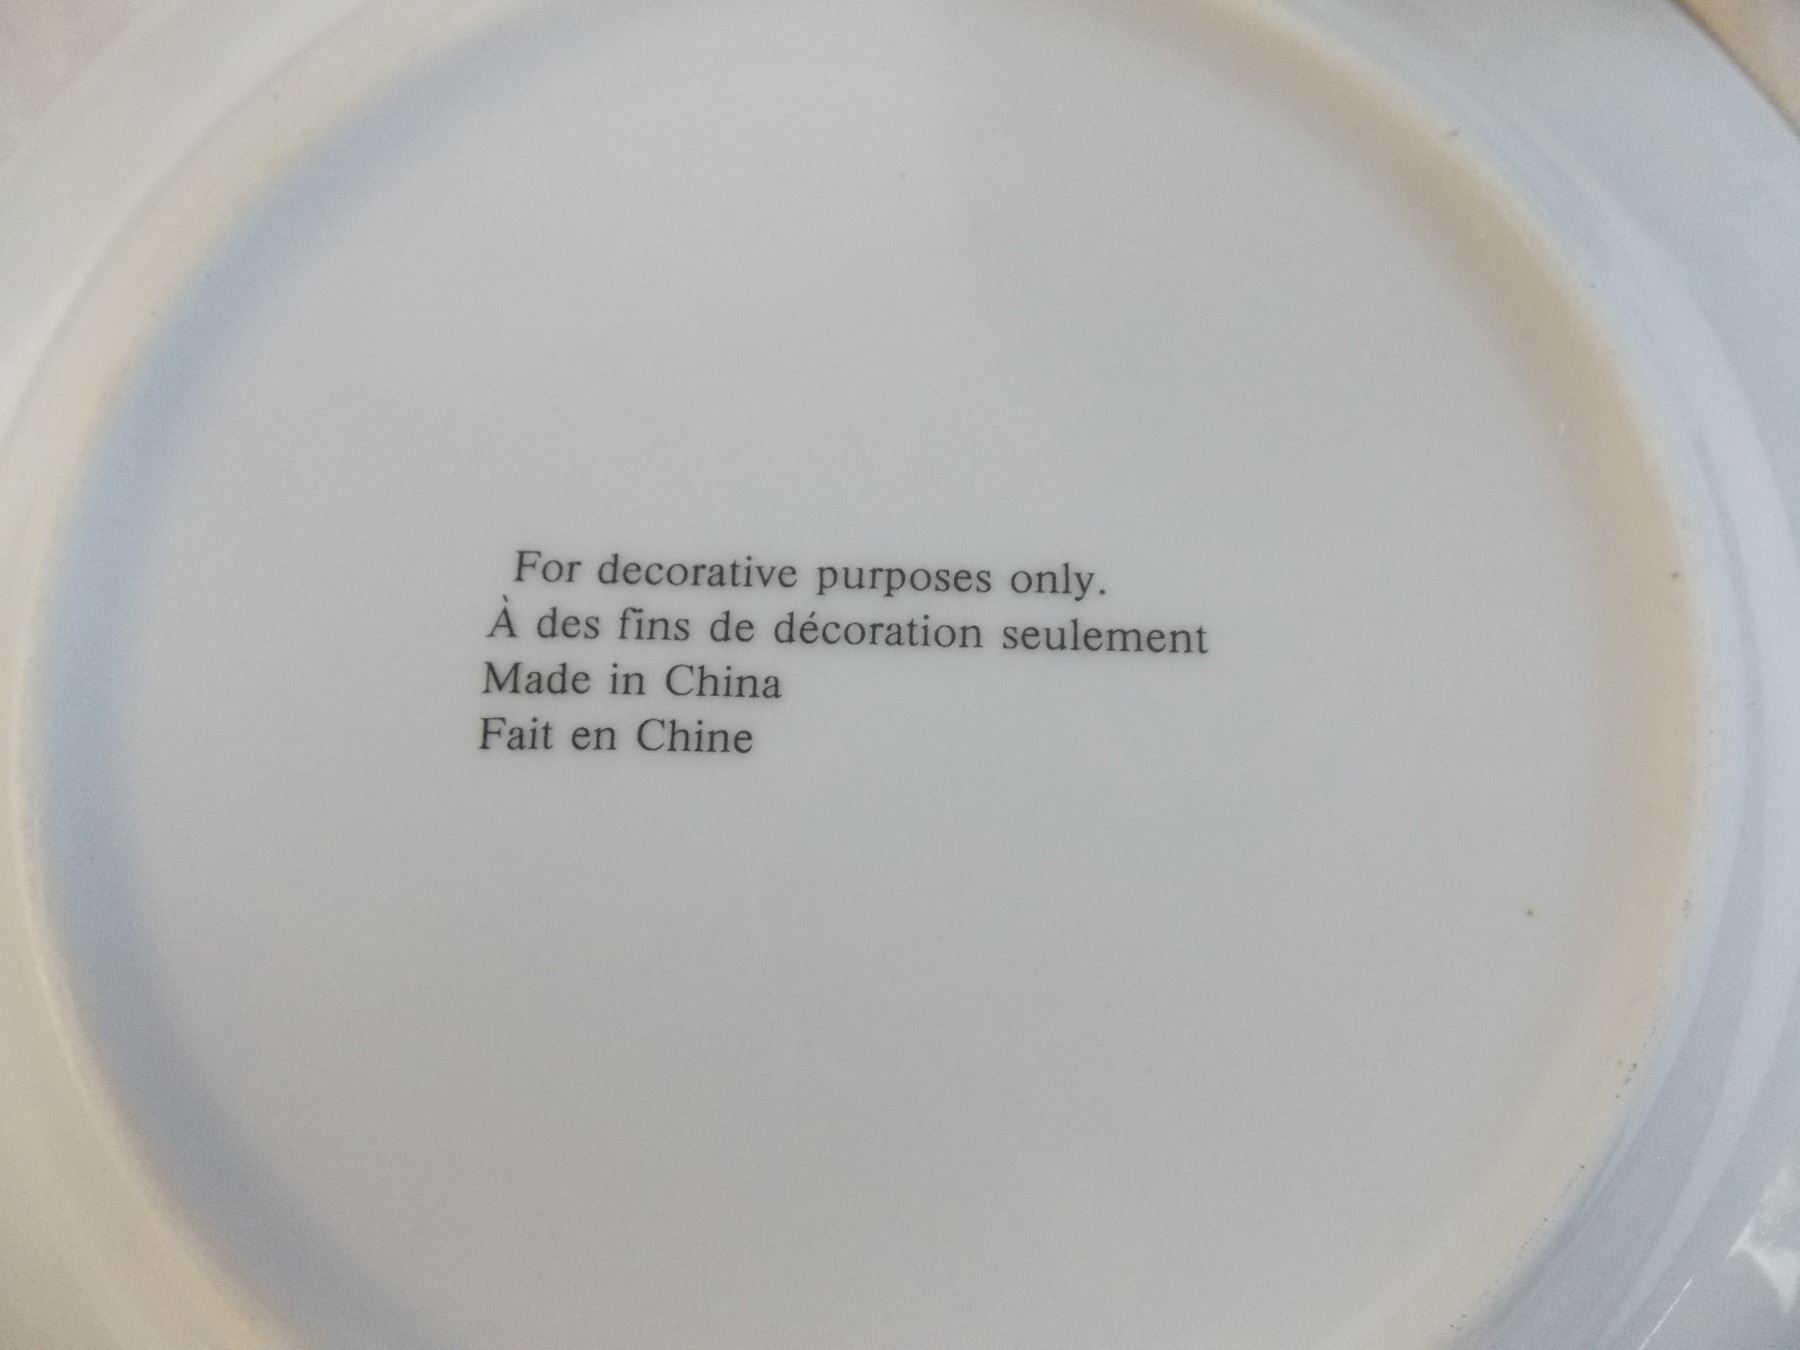 For decorative purposes only.
À des fins de décoration seulement
Made in China
Fait en Chine